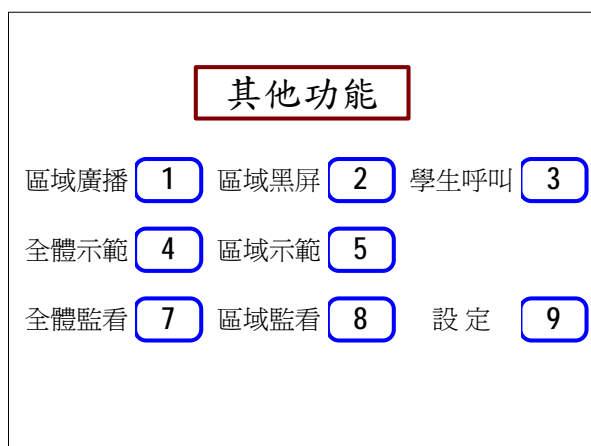 其他功能
區域廣播 1 區域黑屏 2 學生呼叫 3
全體示範 4 區域示範 5
全體監看 7 區域監看 8 設 定 9